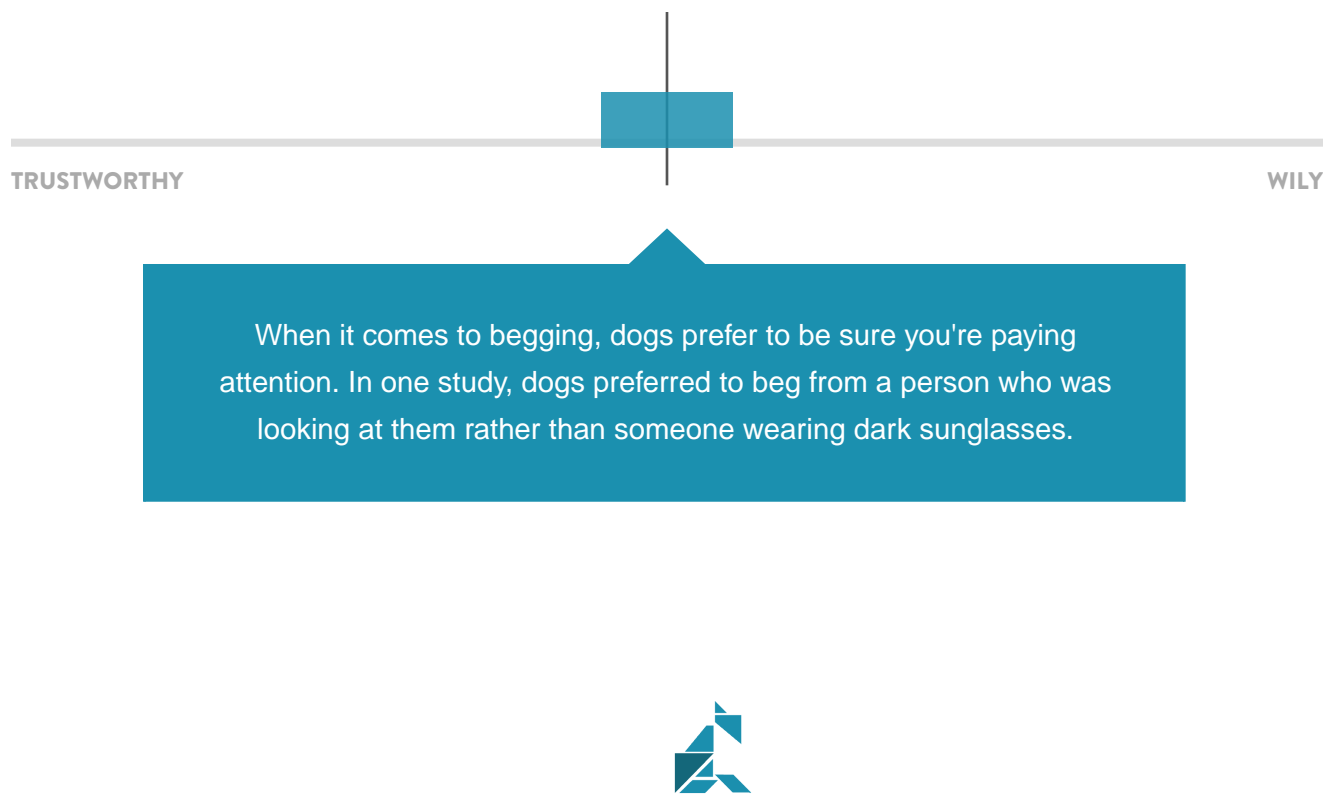 TRUSTWORTHY
WILY
When it comes to begging, dogs prefer to be sure you're paying
attention. In one study, dogs preferred to beg from a person who was
looking at them rather than someone wearing dark sunglasses.